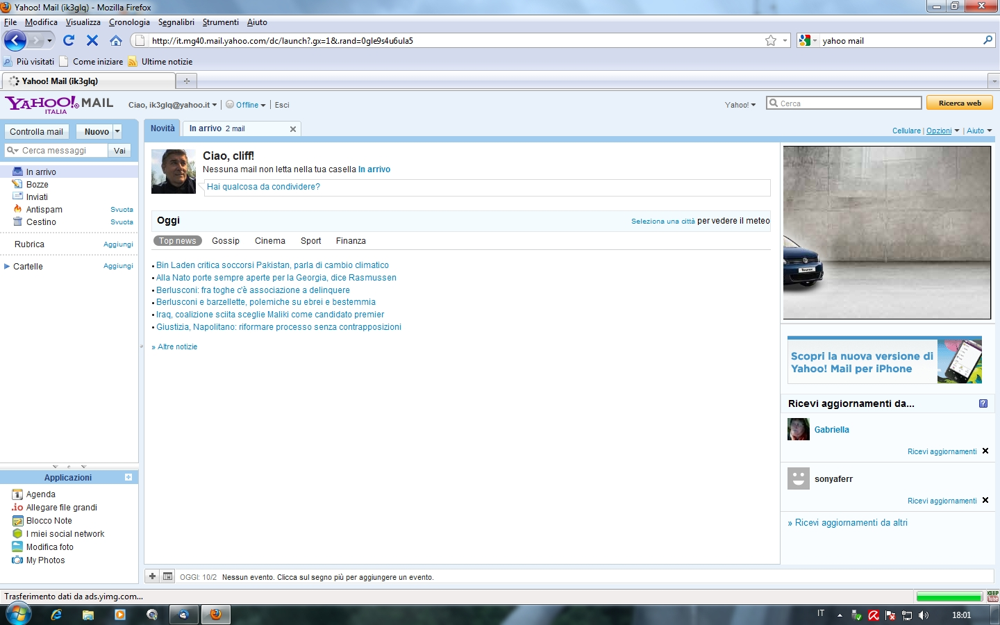 Yahoo! Mail (ik3glq) - Mozilla Firefox
File Modifica Visualizza Cronologia Segnalibri Strumenti Aiuto
http://it.mg40.mail.yahoo.com/dc/launch?.gx=1&.rand=0gle9s4u6ula5
yahoo mail
Più visitati Come iniziare Ultime notizie
Yahoo! Mail (ik3glq)
YAHOO! MAIL
ITALIA
Ciao, ik3glq@yahoo.it | Offline | Esci
Yahoo! Cerca Ricerca web
Controlla mail Nuovo
Cerca messaggi Vai
Novità In arrivo 2 mail
Cellulare | Opzioni | Aiuto
In arrivo
Bozze
Inviati
Antispam Svuota
Cestino Svuota
Rubrica Aggiungi
Cartelle Aggiungi
Ciao, cliff!
Nessuna mail non letta nella tua casella In arrivo
Hai qualcosa da condividere?
Oggi
Seleziona una città per vedere il meteo
Top news Gossip Cinema Sport Finanza
• Bin Laden critica soccorsi Pakistan, parla di cambio climatico
• Alla Nato porte sempre aperte per la Georgia, dice Rasmussen
• Berlusconi: fra toghe c'è associazione a delinquere
• Berlusconi e barzellette, polemiche su ebrei e bestemmia
• Iraq, coalizione sciita sceglie Maliki come candidato premier
• Giustizia, Napolitano: riformare processo senza contrapposizioni
» Altre notizie
Touran
Scopri la nuova versione di
Yahoo! Mail per iPhone
Ricevi aggiornamenti da... ?
Gabriella
Ricevi aggiornamenti
sonyaferr
Ricevi aggiornamenti
» Ricevi aggiornamenti da altri
Applicazioni
Agenda
.io Allegare file grandi
Blocco Note
I miei social network
Modifica foto
My Photos
OGGI: 10/2 Nessun evento. Clicca sul segno più per aggiungere un evento.
Trasferimento dati da ads.yimg.com...
KEEP
Tube
IT
18:01